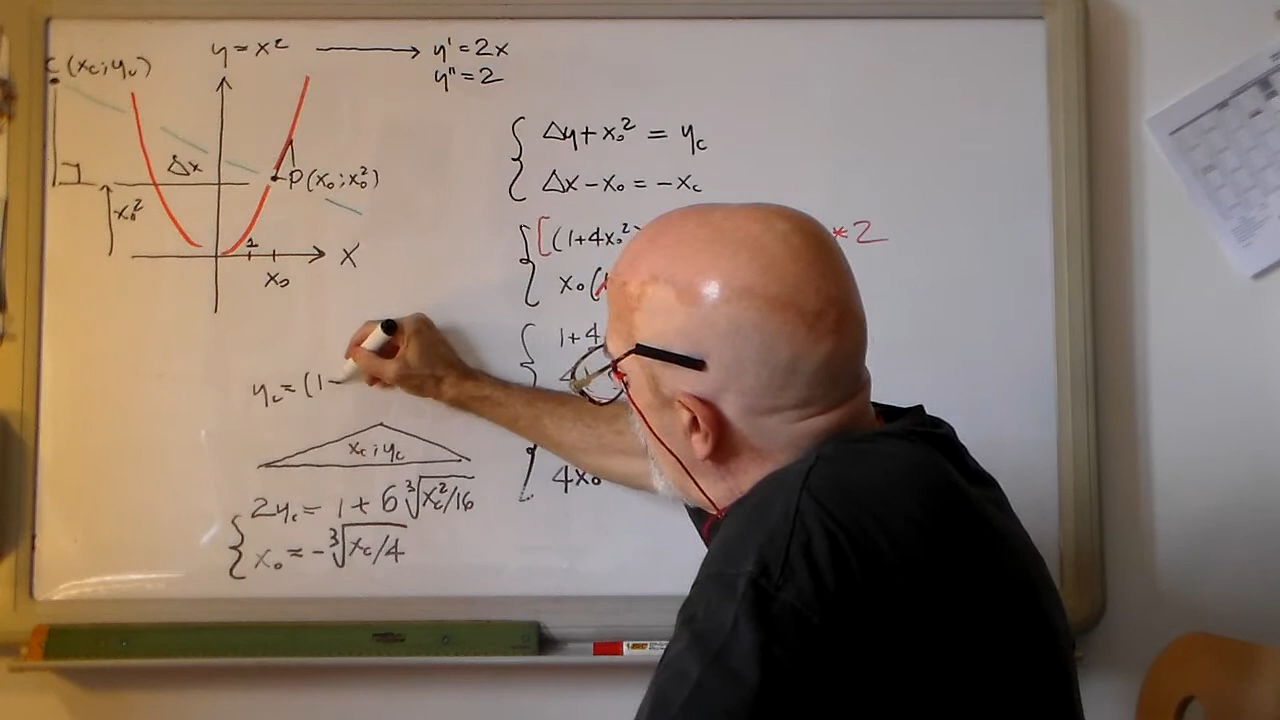 y = x² ⟶ y' = 2x
y'' = 2
C (xc; yc)
Δx
P(x₀; x₀²)
x₀²
1
x₀
X
Δy + x₀² = yc
Δx - x₀ = -xc
[(1+4x₀²)
*2
x₀(
1+4
4x₀
yc = (1
xc; yc
2yc = 1 + 6 ∛xc²/16
x₀ = -∛xc/4
BIC